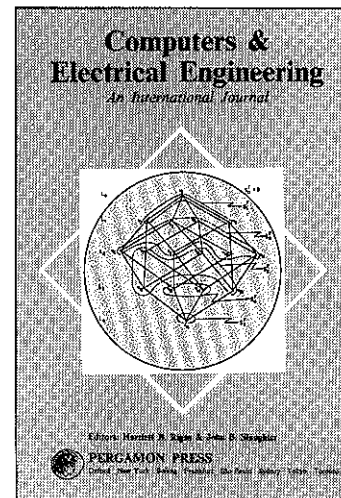 Computers &
Electrical Engineering
An International Journal
Editors: Harriett B. Rigas & John B. Slaughter
PERGAMON PRESS
Oxford New York Beijing Frankfurt São Paulo Sydney Tokyo Toronto